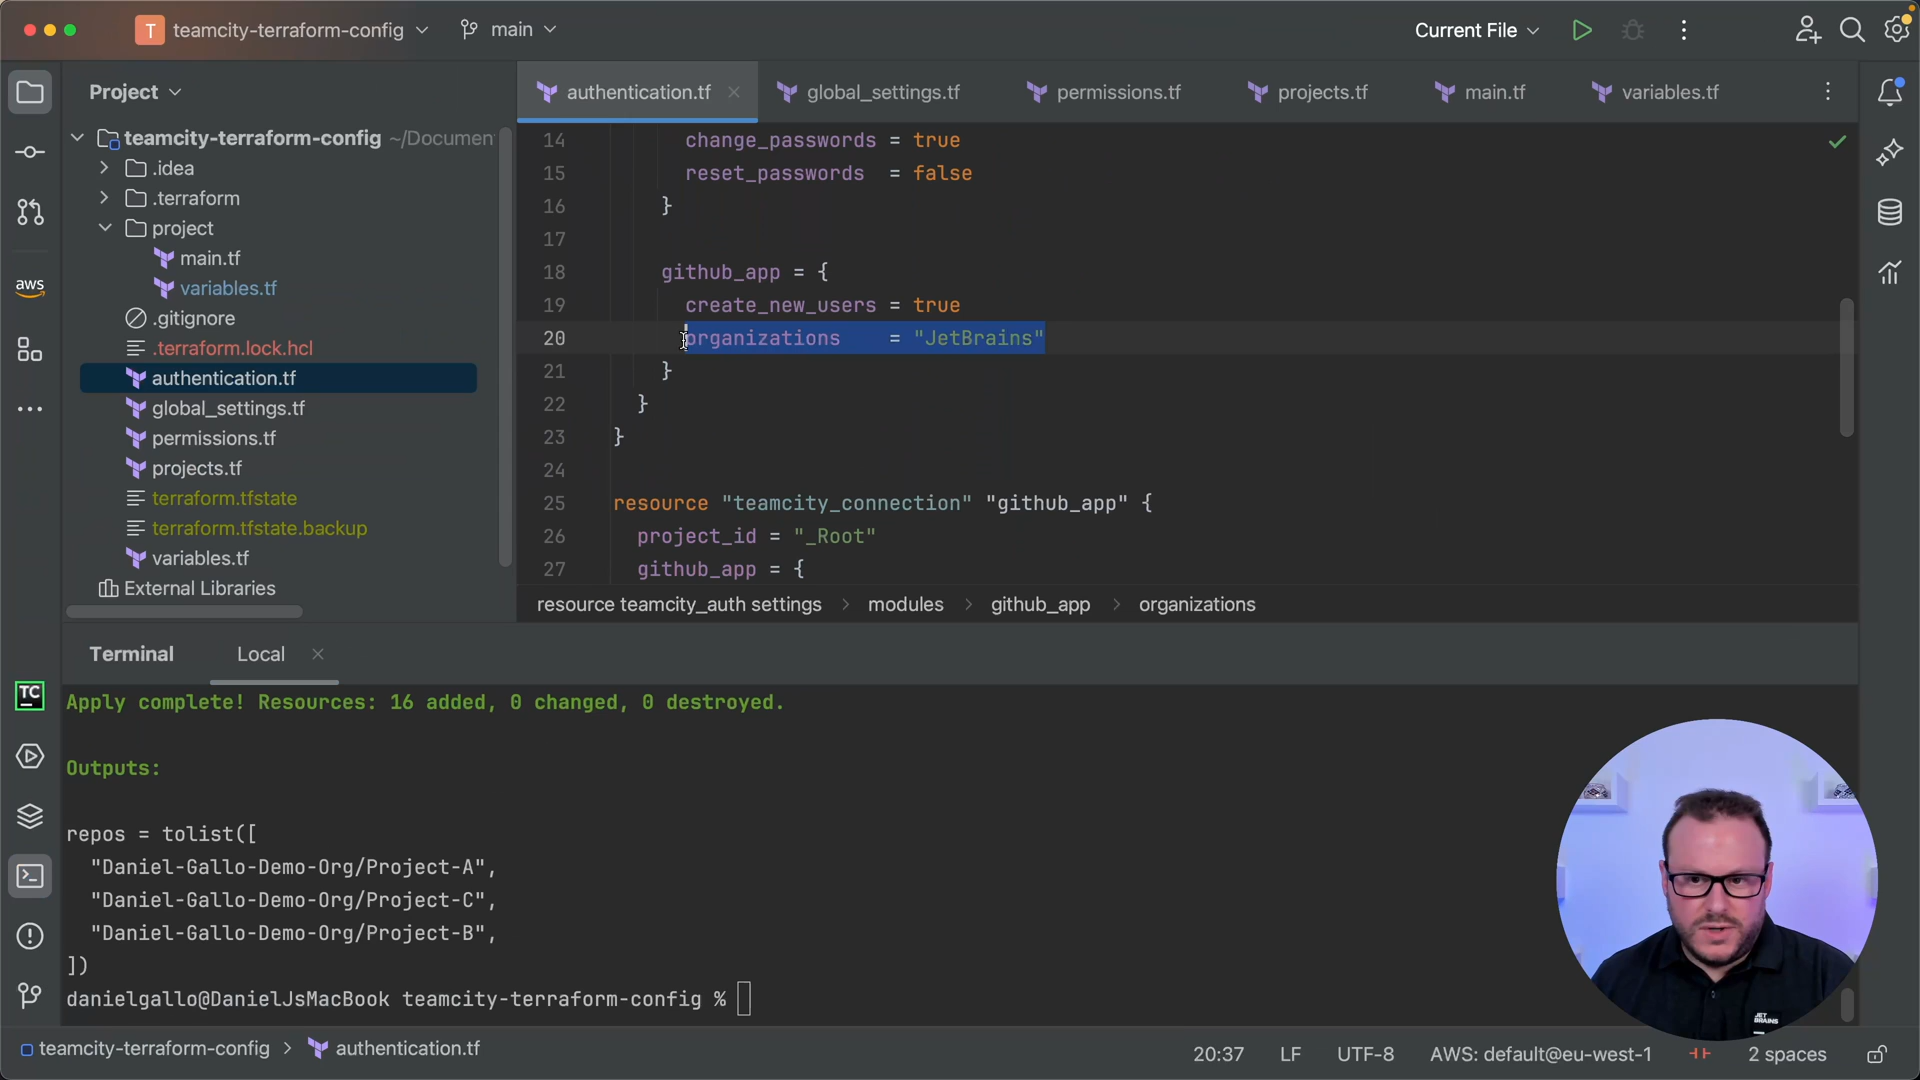 T teamcity-terraform-config
main
Current File
Project
authentication.tf
global_settings.tf
permissions.tf
projects.tf
main.tf
variables.tf
teamcity-terraform-config ~/Documen
.idea
.terraform
project
main.tf
variables.tf
.gitignore
.terraform.lock.hcl
authentication.tf
global_settings.tf
permissions.tf
projects.tf
terraform.tfstate
terraform.tfstate.backup
variables.tf
External Libraries
aws
14 change_passwords = true
15 reset_passwords = false
16 }
17
18 github_app = {
19 create_new_users = true
20 organizations = "JetBrains"
21 }
22 }
23 }
24
25 resource "teamcity_connection" "github_app" {
26 project_id = "_Root"
27 github_app = {
resource teamcity_auth settings > modules > github_app > organizations
Terminal Local
TC
Apply complete! Resources: 16 added, 0 changed, 0 destroyed.
Outputs:
repos = tolist([
"Daniel-Gallo-Demo-Org/Project-A",
"Daniel-Gallo-Demo-Org/Project-C",
"Daniel-Gallo-Demo-Org/Project-B",
])
danielgallo@DanielJsMacBook teamcity-terraform-config %
JET
BRAINS
teamcity-terraform-config > authentication.tf
20:37 LF UTF-8 AWS: default@eu-west-1 2 spaces